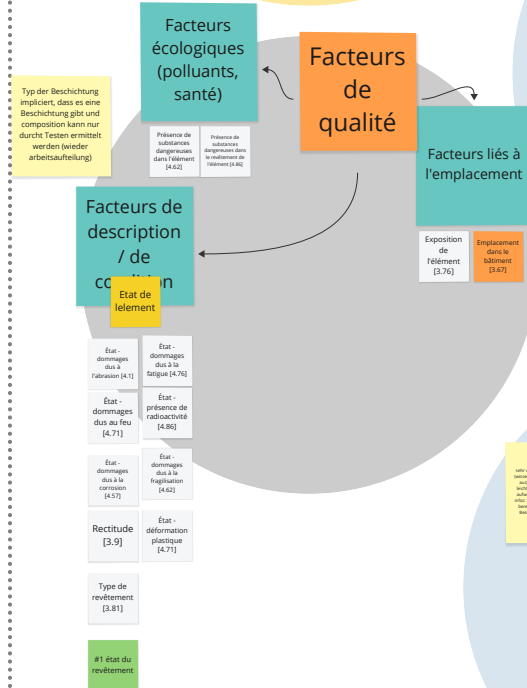 Facteurs
écologiques
(polluants,
santé)
Facteurs
de
qualité
Typ der Beschichtung
impliciert, dass es eine
Beschichtung gibt und
composition kann nur
durcht Testen ermittelt
werden (wieder
arbeitsaufteilung)
Présence de
substances
dangereuses
dans l'élément
[4.62]
Présence de
substances
dangereuses dans
le revêtement de
l'élément [4.86]
Facteurs liés à
l'emplacement
Exposition
de
l'élément
[3.76]
Emplacement
dans le
bâtiment
[3.67]
Facteurs de
description
/ de
Etat de
lelement
État -
dommages
dus à
l'abrasion [4.1]
État -
dommages
dus à la
fatigue [4.76]
État -
dommages
dus au feu
[4.71]
État -
présence de
radioactivité
[4.86]
État -
dommages
dus à la
corrosion
[4.57]
État -
dommages
dus à la
fragilisation
[4.62]
Rectitude
[3.9]
État -
déformation
plastique
[4.71]
Type de
revêtement
[3.81]
#1 état du
revêtement